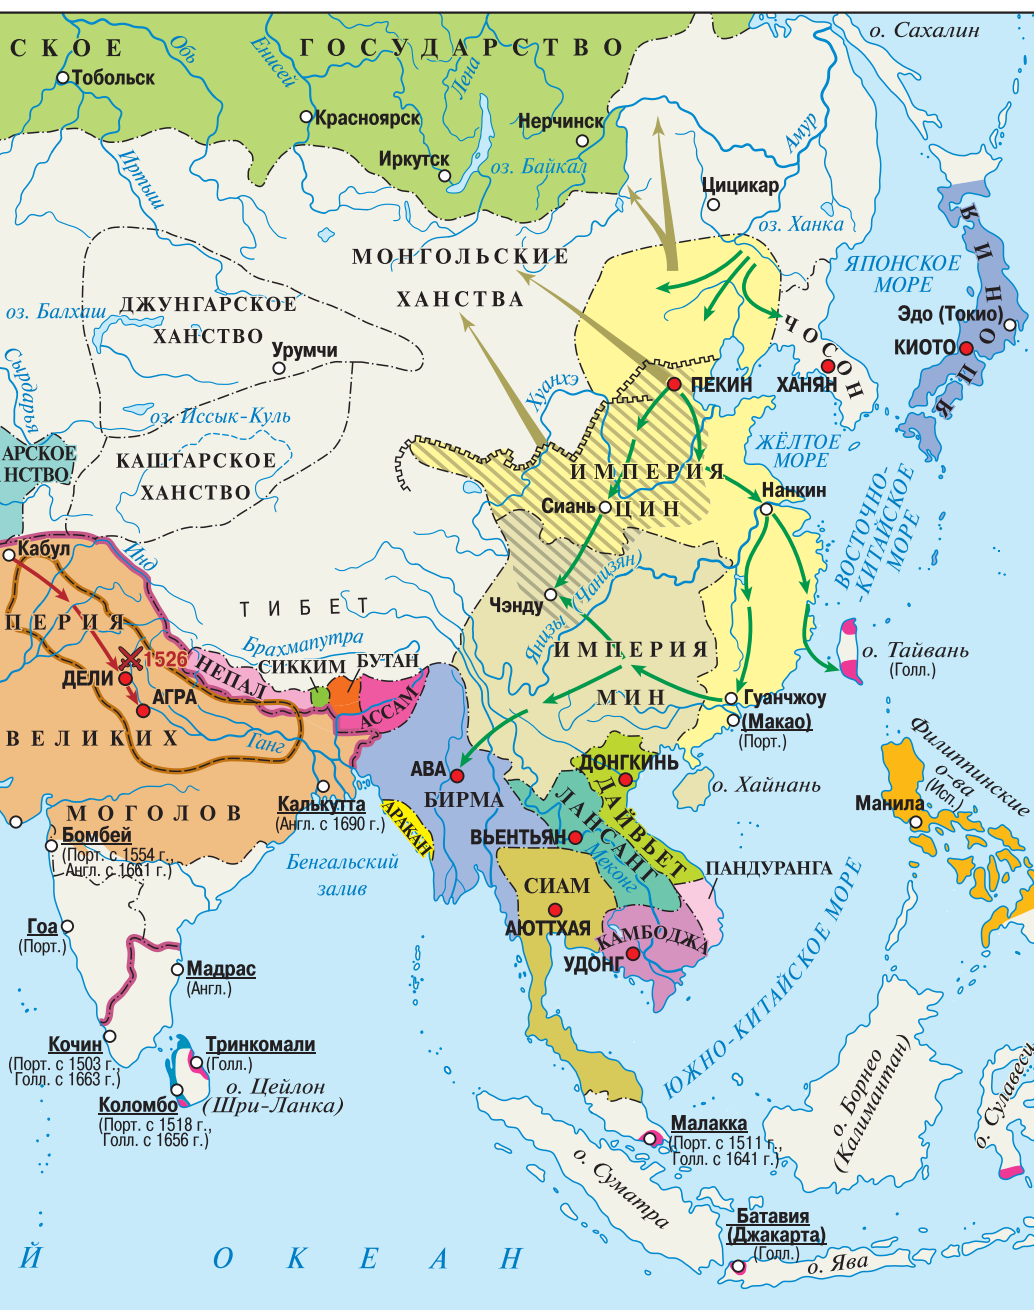 СКОЕ ГОСУДАРСТВО
о. Сахалин
Обь
Енисей
Лена
Тобольск
Красноярск
Нерчинск
Иркутск
оз. Байкал
Амур
Иртыш
Цицикар
оз. Ханка
МОНГОЛЬСКИЕ
ХАНСТВА
ЯПОНСКОЕ
МОРЕ
ЯПОНИЯ
оз. Балхаш
ДЖУНГАРСКОЕ
ХАНСТВО
Эдо (Токио)
КИОТО
Урумчи
Сырдарья
ЧОСОН
ХАНЯН
ПЕКИН
Хуанхэ
оз. Иссык-Куль
АРСКОЕ
НСТВО
КАШГАРСКОЕ
ХАНСТВО
ЖЁЛТОЕ
МОРЕ
ИМПЕРИЯ
ЦИН
Сиань
Нанкин
ВОСТОЧНО-
КИТАЙСКОЕ
МОРЕ
Кабул
Инд
ТИБЕТ
Чэнду
Янцзы (Чанцзян)
ПЕРИЯ
Брахмапутра
1526
НЕПАЛ
СИККИМ
БУТАН
АССАМ
ИМПЕРИЯ
МИН
о. Тайвань
(Голл.)
ДЕЛИ
АГРА
Гуанчжоу
(Макао)
(Порт.)
ВЕЛИКИХ
Ганг
Филиппинские
о-ва
(Исп.)
АВА
БИРМА
ДОНГКИНЬ
о. Хайнань
МОГОЛОВ
Калькутта
(Англ. с 1690 г.)
АРАКАН
ЛАНСАНГ
ДАЙВЬЕТ
Манила
Бомбей
(Порт. с 1554 г.,
Англ. с 1661 г.)
Бенгальский
залив
ВЬЕНТЬЯН
Меконг
ПАНДУРАНГА
СИАМ
АЮТТХАЯ
КАМБОДЖА
УДОНГ
Гоа
(Порт.)
Мадрас
(Англ.)
ЮЖНО-КИТАЙСКОЕ МОРЕ
Кочин
(Порт. с 1503 г.,
Голл. с 1663 г.)
Тринкомали
(Голл.)
о. Цейлон
(Шри-Ланка)
Коломбо
(Порт. с 1518 г.,
Голл. с 1656 г.)
Малакка
(Порт. с 1511 г.,
Голл. с 1641 г.)
о. Борнео
(Калимантан)
о. Сулавеси
о. Суматра
Батавия
(Джакарта)
(Голл.)
о. Ява
Й ОКЕАН